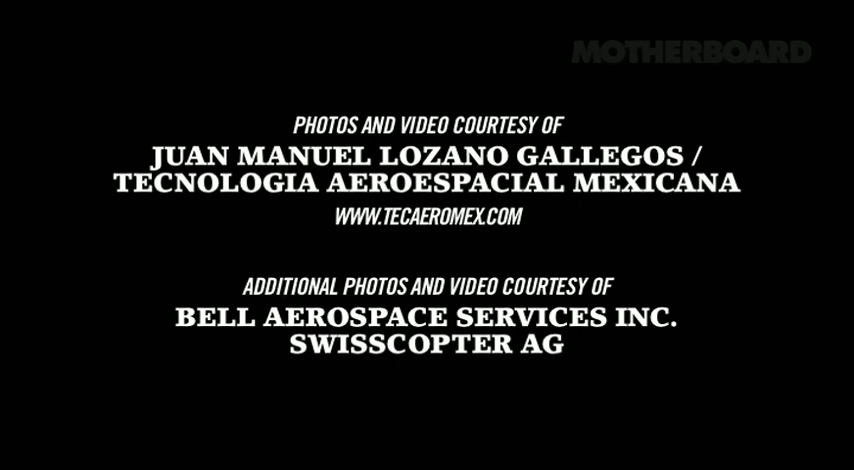 MOTHERBOARD
PHOTOS AND VIDEO COURTESY OF
JUAN MANUEL LOZANO GALLEGOS /
TECNOLOGIA AEROESPACIAL MEXICANA
WWW.TECAEROMEX.COM
ADDITIONAL PHOTOS AND VIDEO COURTESY OF
BELL AEROSPACE SERVICES INC.
SWISSCOPTER AG